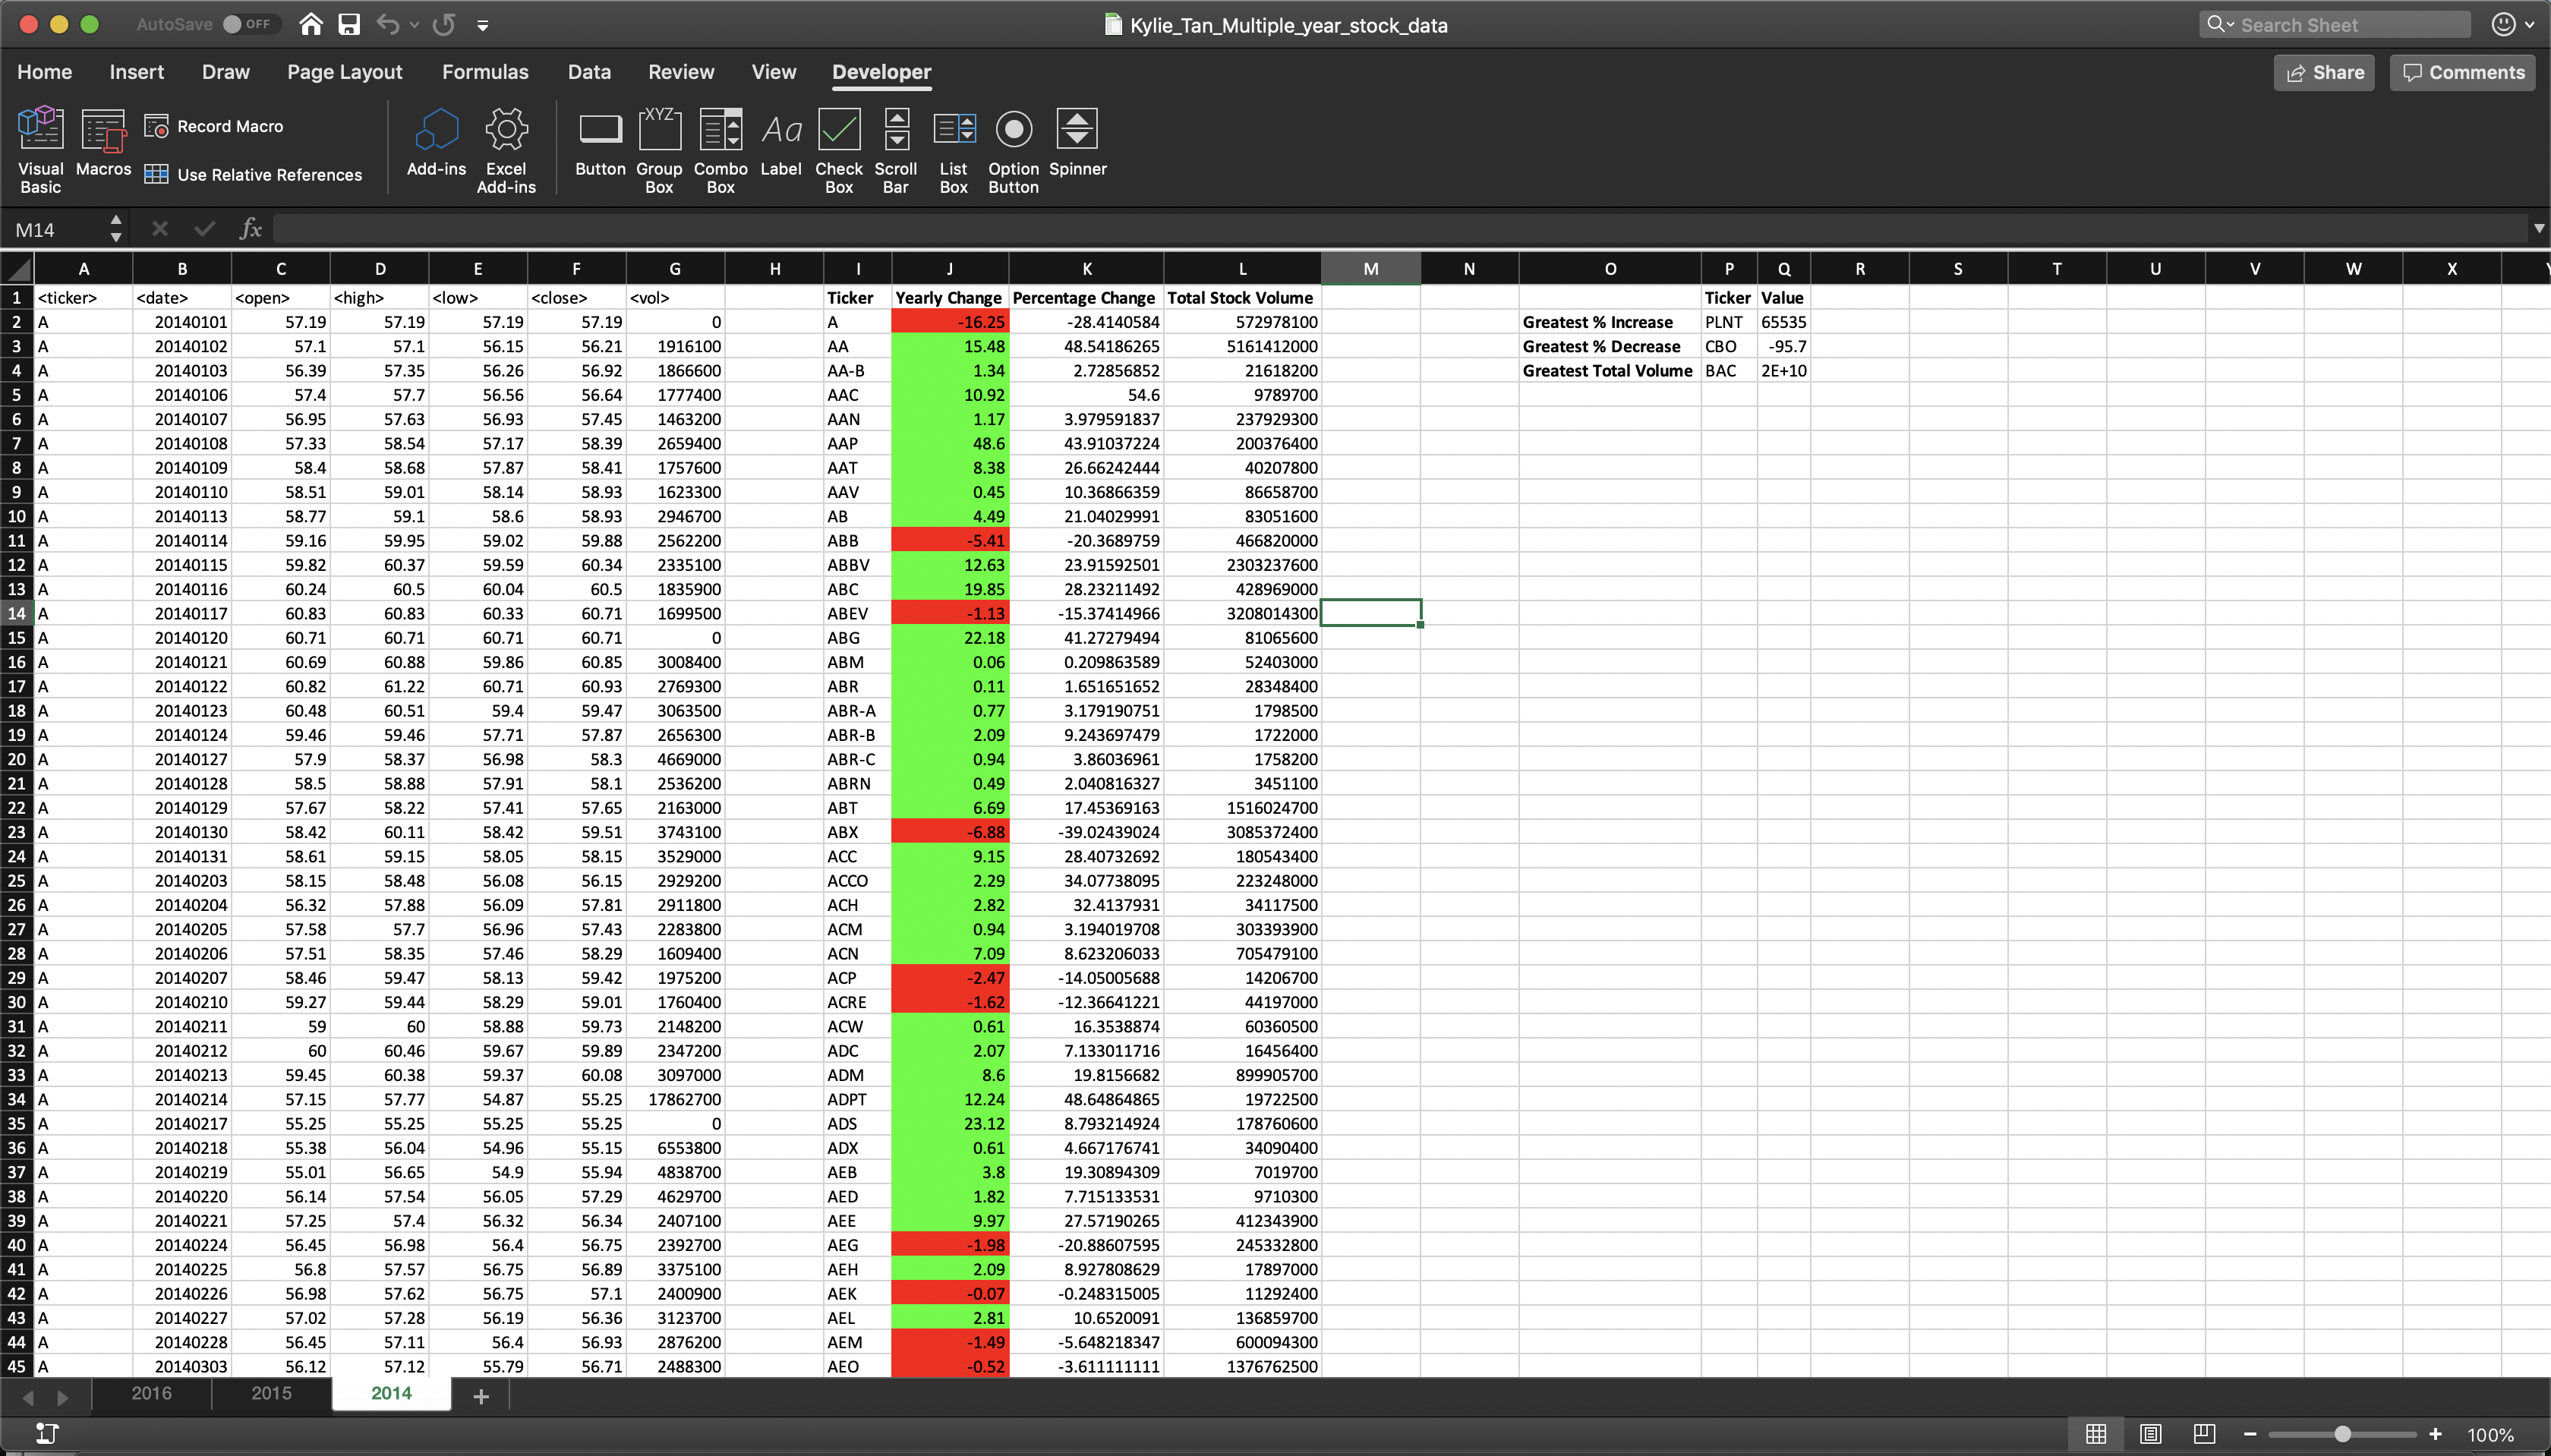 AutoSave OFF Kylie_Tan_Multiple_year_stock_data Search Sheet
Home Insert Draw Page Layout Formulas Data Review View Developer Share Comments
Visual Basic Macros Record Macro Use Relative References Add-ins Excel Add-ins Button Group Box XYZ Combo Box Aa Label Check Box Scroll Bar List Box Option Button Spinner
M14 fx
A B C D E F G H I J K L M N O P Q R S T U V W X
1 <ticker> <date> <open> <high> <low> <close> <vol> Ticker Yearly Change Percentage Change Total Stock Volume Ticker Value
2 A 20140101 57.19 57.19 57.19 57.19 0 A -16.25 -28.4140584 572978100 Greatest % Increase PLNT 65535
3 A 20140102 57.1 57.1 56.15 56.21 1916100 AA 15.48 48.54186265 5161412000 Greatest % Decrease CBO -95.7
4 A 20140103 56.39 57.35 56.26 56.92 1866600 AA-B 1.34 2.72856852 21618200 Greatest Total Volume BAC 2E+10
5 A 20140106 57.4 57.7 56.56 56.64 1777400 AAC 10.92 54.6 9789700
6 A 20140107 56.95 57.63 56.93 57.45 1463200 AAN 1.17 3.979591837 237929300
7 A 20140108 57.33 58.54 57.17 58.39 2659400 AAP 48.6 43.91037224 200376400
8 A 20140109 58.4 58.68 57.87 58.41 1757600 AAT 8.38 26.66242444 40207800
9 A 20140110 58.51 59.01 58.14 58.93 1623300 AAV 0.45 10.36866359 86658700
10 A 20140113 58.77 59.1 58.6 58.93 2946700 AB 4.49 21.04029991 83051600
11 A 20140114 59.16 59.95 59.02 59.88 2562200 ABB -5.41 -20.3689759 466820000
12 A 20140115 59.82 60.37 59.59 60.34 2335100 ABBV 12.63 23.91592501 2303237600
13 A 20140116 60.24 60.5 60.04 60.5 1835900 ABC 19.85 28.23211492 428969000
14 A 20140117 60.83 60.83 60.33 60.71 1699500 ABEV -1.13 -15.37414966 3208014300
15 A 20140120 60.71 60.71 60.71 60.71 0 ABG 22.18 41.27279494 81065600
16 A 20140121 60.69 60.88 59.86 60.85 3008400 ABM 0.06 0.209863589 52403000
17 A 20140122 60.82 61.22 60.71 60.93 2769300 ABR 0.11 1.651651652 28348400
18 A 20140123 60.48 60.51 59.4 59.47 3063500 ABR-A 0.77 3.179190751 1798500
19 A 20140124 59.46 59.46 57.71 57.87 2656300 ABR-B 2.09 9.243697479 1722000
20 A 20140127 57.9 58.37 56.98 58.3 4669000 ABR-C 0.94 3.86036961 1758200
21 A 20140128 58.5 58.88 57.91 58.1 2536200 ABRN 0.49 2.040816327 3451100
22 A 20140129 57.67 58.22 57.41 57.65 2163000 ABT 6.69 17.45369163 1516024700
23 A 20140130 58.42 60.11 58.42 59.51 3743100 ABX -6.88 -39.02439024 3085372400
24 A 20140131 58.61 59.15 58.05 58.15 3529000 ACC 9.15 28.40732692 180543400
25 A 20140203 58.15 58.48 56.08 56.15 2929200 ACCO 2.29 34.07738095 223248000
26 A 20140204 56.32 57.88 56.09 57.81 2911800 ACH 2.82 32.4137931 34117500
27 A 20140205 57.58 57.7 56.96 57.43 2283800 ACM 0.94 3.194019708 303393900
28 A 20140206 57.51 58.35 57.46 58.29 1609400 ACN 7.09 8.623206033 705479100
29 A 20140207 58.46 59.47 58.13 59.42 1975200 ACP -2.47 -14.05005688 14206700
30 A 20140210 59.27 59.44 58.29 59.01 1760400 ACRE -1.62 -12.36641221 44197000
31 A 20140211 59 60 58.88 59.73 2148200 ACW 0.61 16.3538874 60360500
32 A 20140212 60 60.46 59.67 59.89 2347200 ADC 2.07 7.133011716 16456400
33 A 20140213 59.45 60.38 59.37 60.08 3097000 ADM 8.6 19.8156682 899905700
34 A 20140214 57.15 57.77 54.87 55.25 17862700 ADPT 12.24 48.64864865 19722500
35 A 20140217 55.25 55.25 55.25 55.25 0 ADS 23.12 8.793214924 178760600
36 A 20140218 55.38 56.04 54.96 55.15 6553800 ADX 0.61 4.667176741 34090400
37 A 20140219 55.01 56.65 54.9 55.94 4838700 AEB 3.8 19.30894309 7019700
38 A 20140220 56.14 57.54 56.05 57.29 4629700 AED 1.82 7.715133531 9710300
39 A 20140221 57.25 57.4 56.32 56.34 2407100 AEE 9.97 27.57190265 412343900
40 A 20140224 56.45 56.98 56.4 56.75 2392700 AEG -1.98 -20.88607595 245332800
41 A 20140225 56.8 57.57 56.75 56.89 3375100 AEH 2.09 8.927808629 17897000
42 A 20140226 56.98 57.62 56.75 57.1 2400900 AEK -0.07 -0.248315005 11292400
43 A 20140227 57.02 57.28 56.19 56.36 3123700 AEL 2.81 10.6520091 136859700
44 A 20140228 56.45 57.11 56.4 56.93 2876200 AEM -1.49 -5.648218347 600094300
45 A 20140303 56.12 57.12 55.79 56.71 2488300 AEO -0.52 -3.611111111 1376762500
2016 2015 2014 +
100%